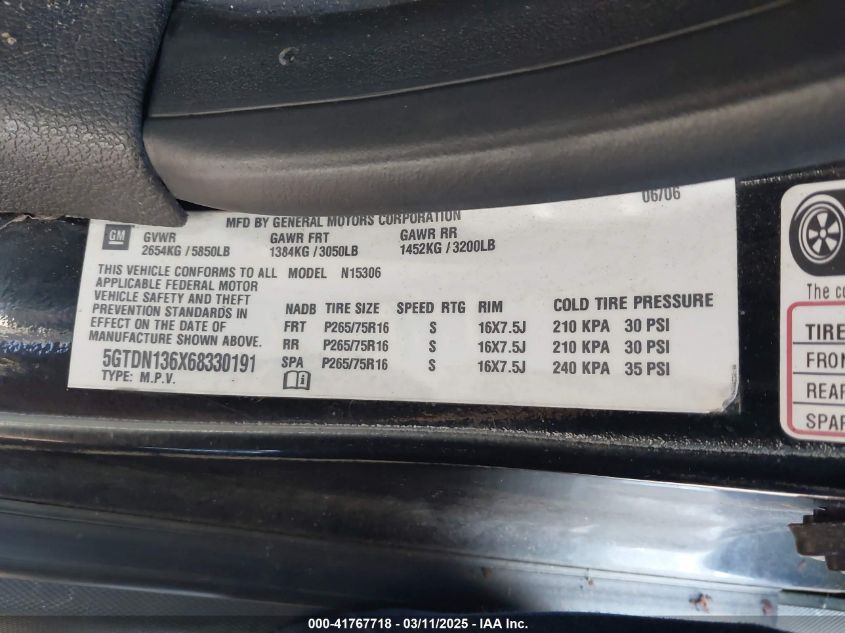 06/06
MFD BY GENERAL MOTORS CORPORATION
GM
GVWR GAWR FRT GAWR RR
2654KG / 5850LB 1384KG / 3050LB 1452KG / 3200LB
THIS VEHICLE CONFORMS TO ALL MODEL N15306
APPLICABLE FEDERAL MOTOR
VEHICLE SAFETY AND THEFT
PREVENTION STANDARDS IN
EFFECT ON THE DATE OF
MANUFACTURE SHOWN ABOVE.
5GTDN136X68330191
TYPE: M.P.V.
NADB TIRE SIZE SPEED RTG RIM COLD TIRE PRESSURE
FRT P265/75R16 S 16X7.5J 210 KPA 30 PSI
RR P265/75R16 S 16X7.5J 210 KPA 30 PSI
SPA P265/75R16 S 16X7.5J 240 KPA 35 PSI
The co
TIRE
FRON
REAR
SPAR
000-41767718 - 03/11/2025 - IAA Inc.